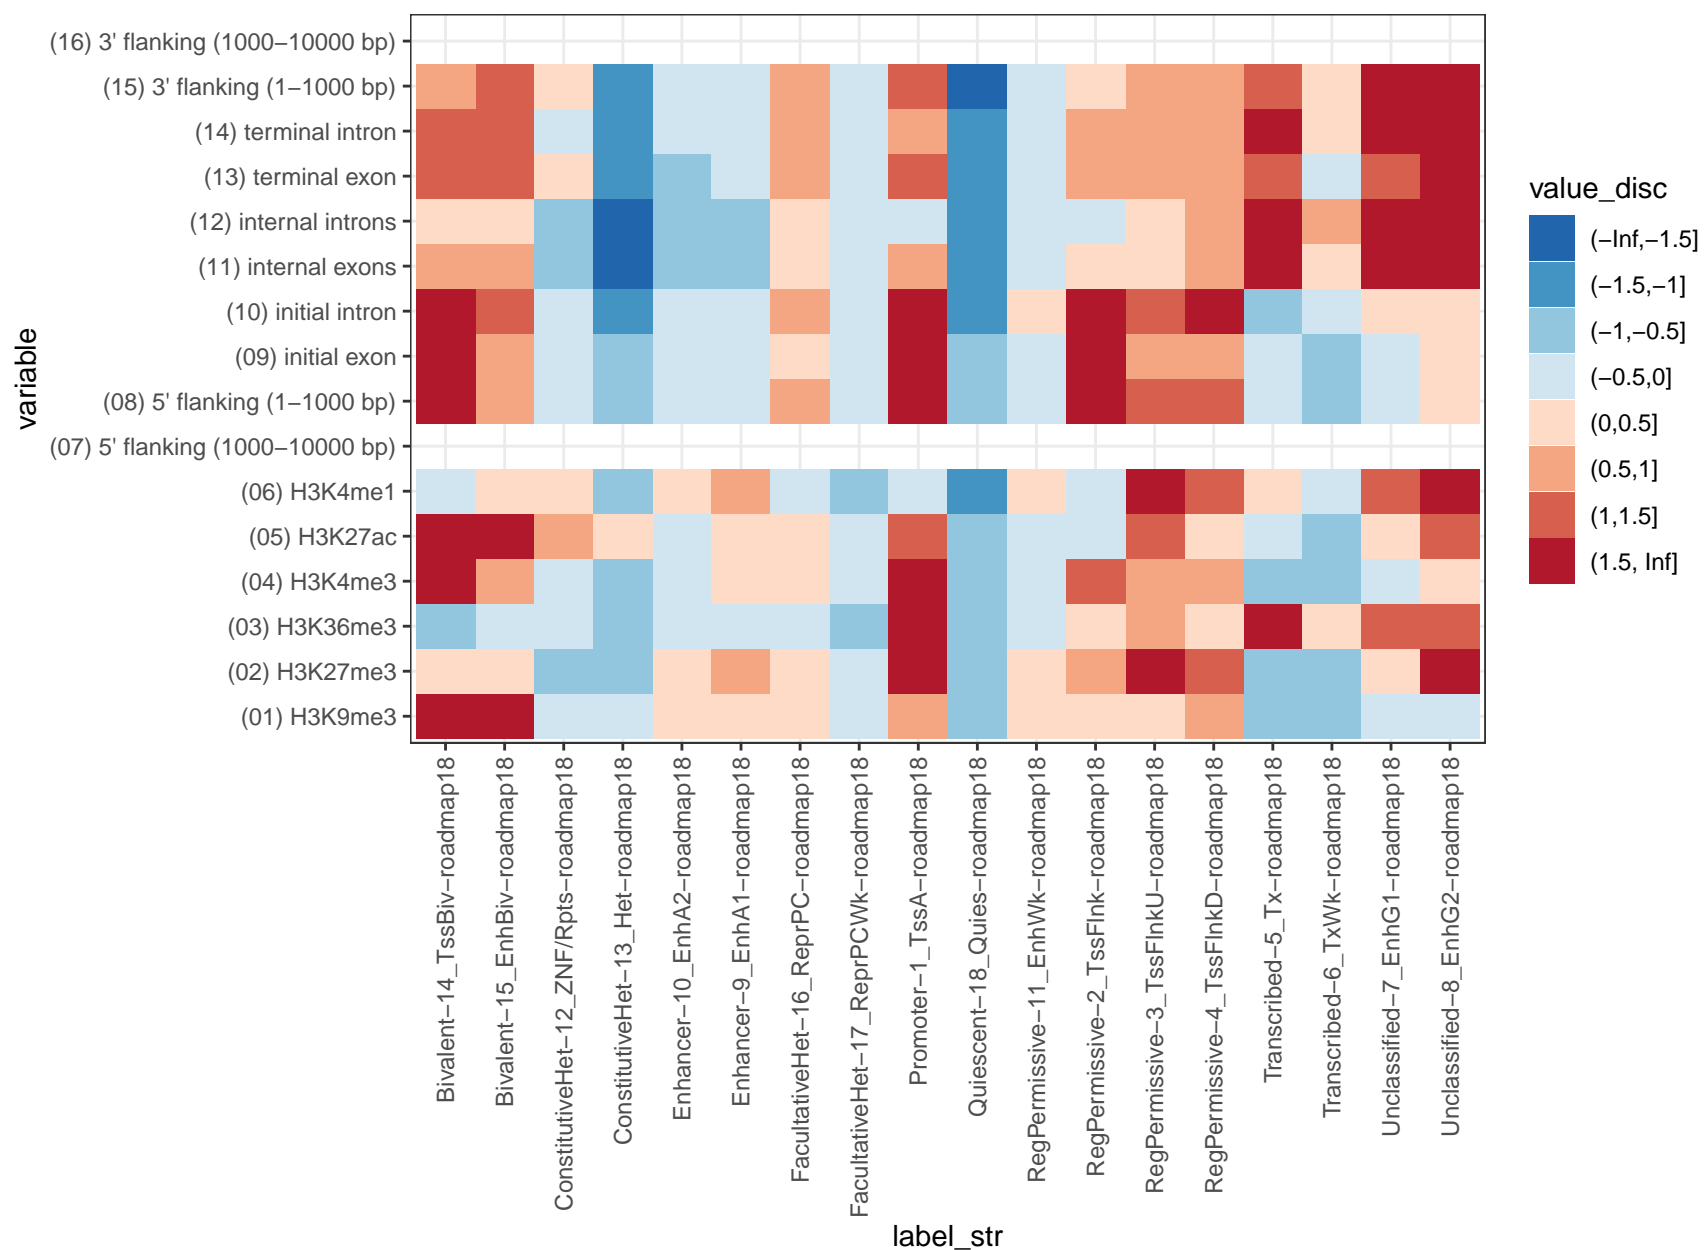 variable
(16) 3' flanking (1000−10000 bp)
(15) 3' flanking (1−1000 bp)
(14) terminal intron
(13) terminal exon
(12) internal introns
(11) internal exons
(10) initial intron
(09) initial exon
(08) 5' flanking (1−1000 bp)
(07) 5' flanking (1000−10000 bp)
(06) H3K4me1
(05) H3K27ac
(04) H3K4me3
(03) H3K36me3
(02) H3K27me3
(01) H3K9me3
Bivalent−14_TssBiv−roadmap18
Bivalent−15_EnhBiv−roadmap18
ConstitutiveHet−12_ZNF/Rpts−roadmap18
ConstitutiveHet−13_Het−roadmap18
Enhancer−10_EnhA2−roadmap18
Enhancer−9_EnhA1−roadmap18
FacultativeHet−16_ReprPC−roadmap18
FacultativeHet−17_ReprPCWk−roadmap18
Promoter−1_TssA−roadmap18
Quiescent−18_Quies−roadmap18
RegPermissive−11_EnhWk−roadmap18
RegPermissive−2_TssFlnk−roadmap18
RegPermissive−3_TssFlnkU−roadmap18
RegPermissive−4_TssFlnkD−roadmap18
Transcribed−5_Tx−roadmap18
Transcribed−6_TxWk−roadmap18
Unclassified−7_EnhG1−roadmap18
Unclassified−8_EnhG2−roadmap18
label_str
value_disc
(−Inf,−1.5]
(−1.5,−1]
(−1,−0.5]
(−0.5,0]
(0,0.5]
(0.5,1]
(1,1.5]
(1.5, Inf]